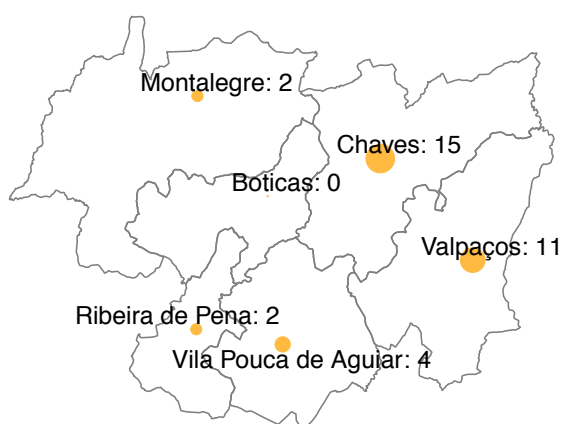 Montalegre: 2
Chaves: 15
Boticas: 0
Valpaços: 11
Ribeira de Pena: 2
Vila Pouca de Aguiar: 4